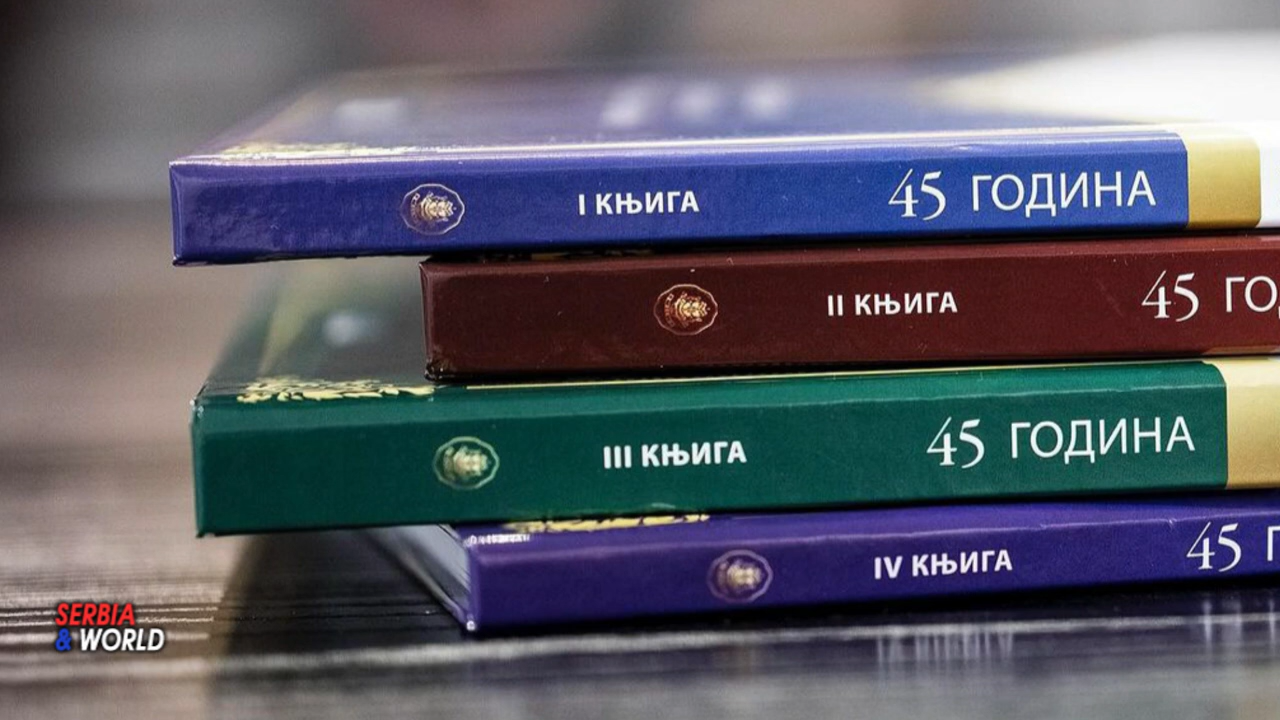 I КЊИГА 45 ГОДИНА
II КЊИГА 45
III КЊИГА 45 ГОДИНА
IV КЊИГА 45
SERBIA
& WORLD